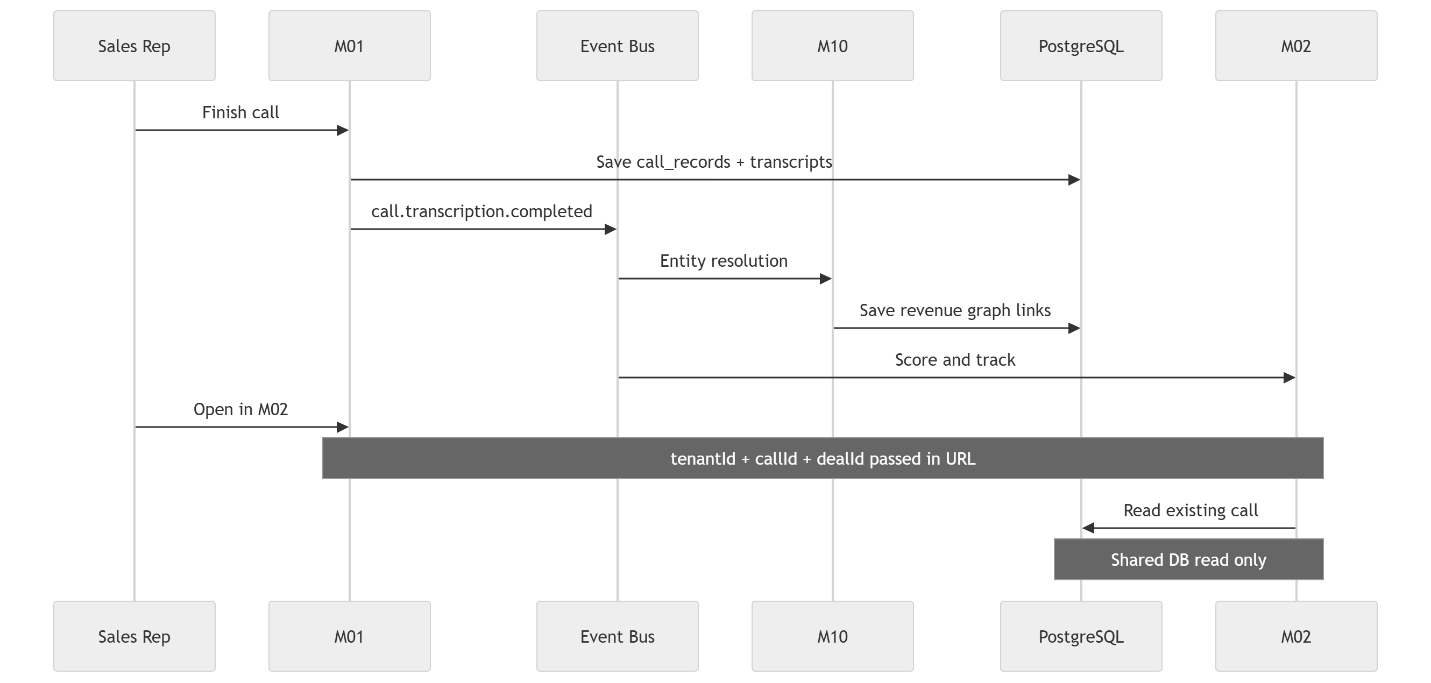 Sales Rep
M01
Event Bus
M10
PostgreSQL
M02
Finish call
Save call_records + transcripts
call.transcription.completed
Entity resolution
Save revenue graph links
Score and track
Open in M02
tenantId + callId + dealId passed in URL
Read existing call
Shared DB read only
Sales Rep
M01
Event Bus
M10
PostgreSQL
M02